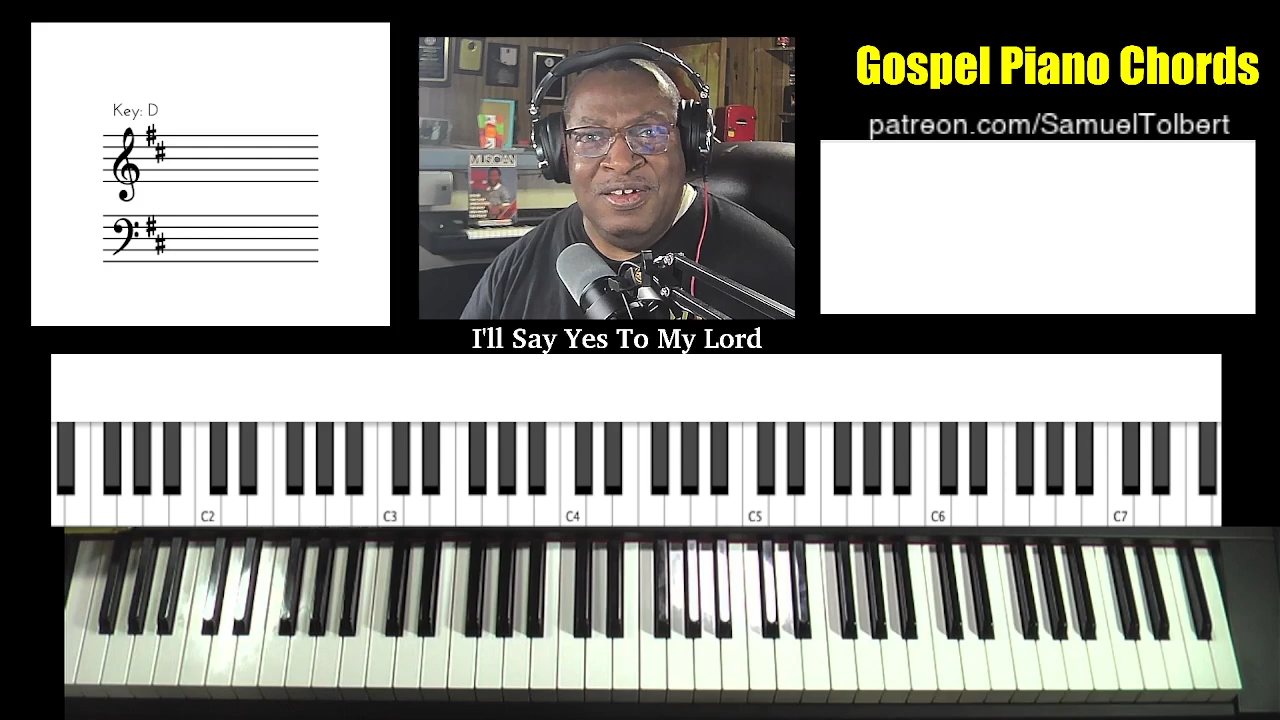 Key: D
Gospel Piano Chords
patreon.com/SamuelTolbert
MUSICIAN
I'll Say Yes To My Lord
C2 C3 C4 C5 C6 C7